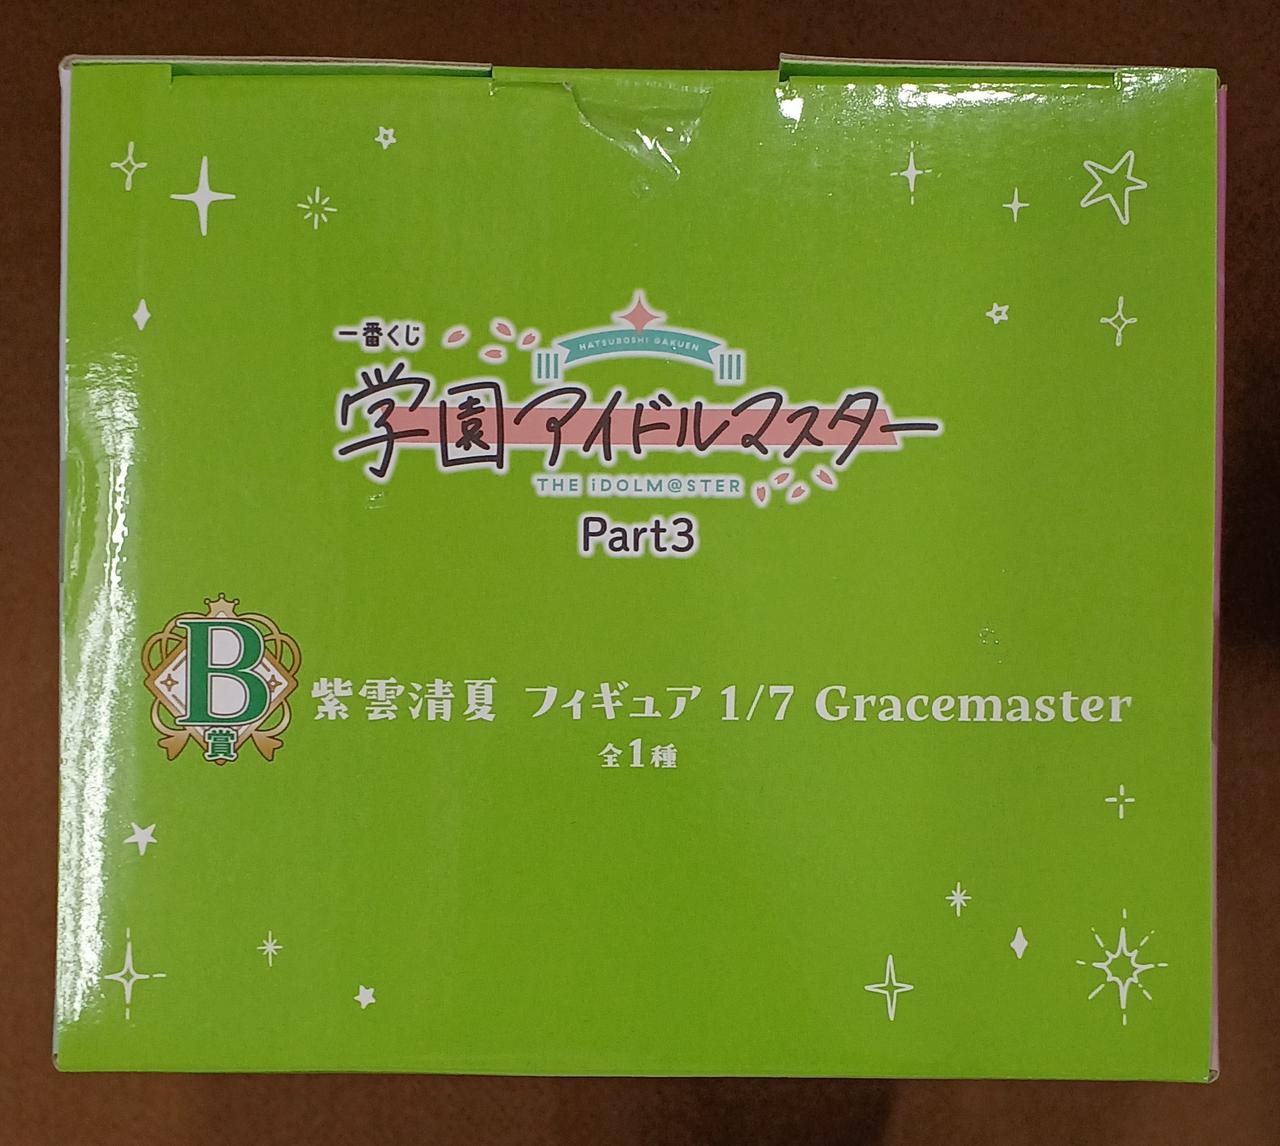 一番くじ
HATSUBOSHI GAKUEN
学園アイドルマスター
THE iDOLM@STER
Part3
B賞
紫雲清夏 フィギュア 1/7 Gracemaster
全1種